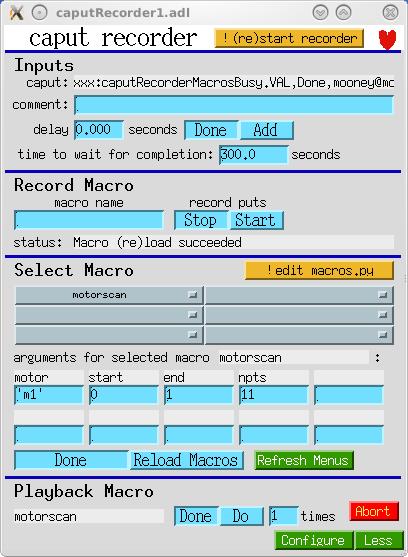 caputRecorder1.adl
caput recorder !(re)start recorder
Inputs
caput: xxx:caputRecorderMacrosBusy,VAL,Done,mooney@mc
comment:
delay 0.000 seconds Done Add
time to wait for completion: 300.0 seconds
Record Macro
macro name record puts
Stop Start
status: Macro (re)load succeeded
Select Macro !edit macros.py
motorscan
arguments for selected macro motorscan :
motor start end npts
'm1' 0 1 11
Done Reload Macros Refresh Menus
Playback Macro
motorscan Done Do 1 times Abort
Configure Less